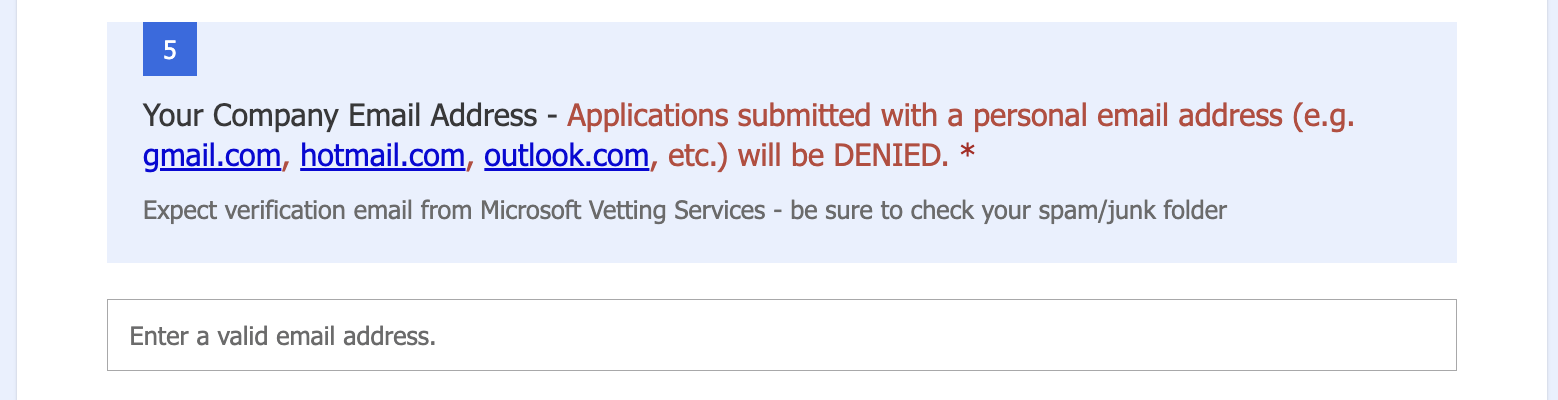 5
Your Company Email Address - Applications submitted with a personal email address (e.g.
gmail.com, hotmail.com, outlook.com, etc.) will be DENIED. *
Expect verification email from Microsoft Vetting Services - be sure to check your spam/junk folder
Enter a valid email address.